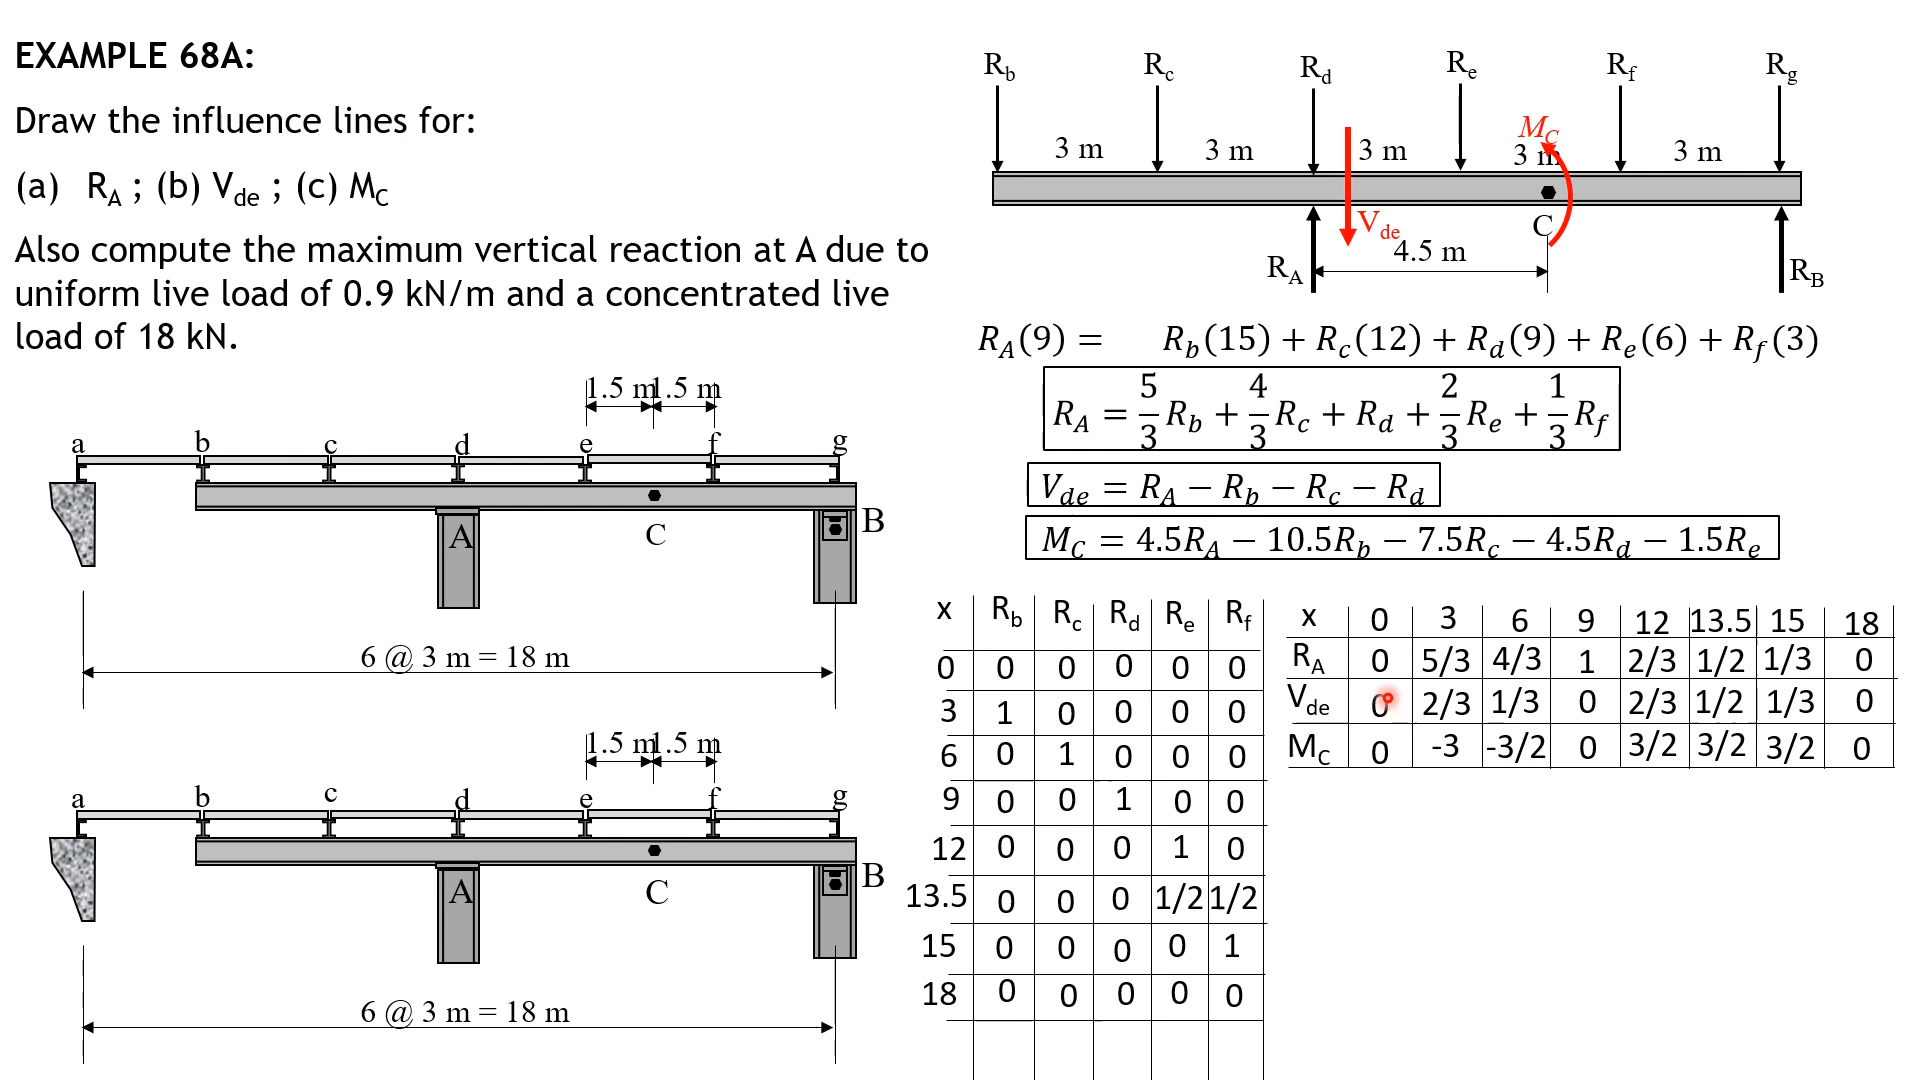 EXAMPLE 68A:
Draw the influence lines for:
(a) R_A ; (b) V_de ; (c) M_C
Also compute the maximum vertical reaction at A due to
uniform live load of 0.9 kN/m and a concentrated live
load of 18 kN.
1.5 m 1.5 m
a b c d e f g
A C B
6 @ 3 m = 18 m
1.5 m 1.5 m
a b c d e f g
A C B
6 @ 3 m = 18 m
R_b R_c R_d R_e R_f R_g
M_C
3 m 3 m 3 m 3 m 3 m
C
V_de
4.5 m
R_A R_B
R_A(9) = R_b(15) + R_c(12) + R_d(9) + R_e(6) + R_f(3)
R_A = 5/3 R_b + 4/3 R_c + R_d + 2/3 R_e + 1/3 R_f
V_de = R_A − R_b − R_c − R_d
M_C = 4.5R_A − 10.5R_b − 7.5R_c − 4.5R_d − 1.5R_e
x R_b R_c R_d R_e R_f
0 0 0 0 0 0
3 1 0 0 0 0
6 0 1 0 0 0
9 0 0 1 0 0
12 0 0 0 1 0
13.5 0 0 0 1/2 1/2
15 0 0 0 0 1
18 0 0 0 0 0
x 0 3 6 9 12 13.5 15 18
R_A 0 5/3 4/3 1 2/3 1/2 1/3 0
V_de 0 2/3 1/3 0 2/3 1/2 1/3 0
M_C 0 -3 -3/2 0 3/2 3/2 3/2 0